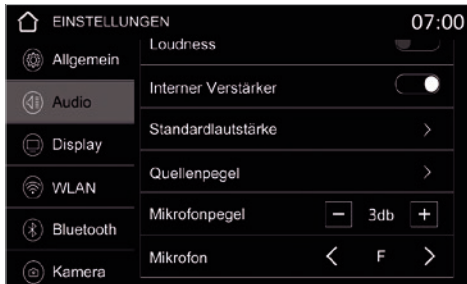 EINSTELLUNGEN 07:00
Allgemein
Audio
Display
WLAN
Bluetooth
Kamera
Loudness
Interner Verstärker
Standardlautstärke
Quellenpegel
Mikrofonpegel − 3db +
Mikrofon < F >